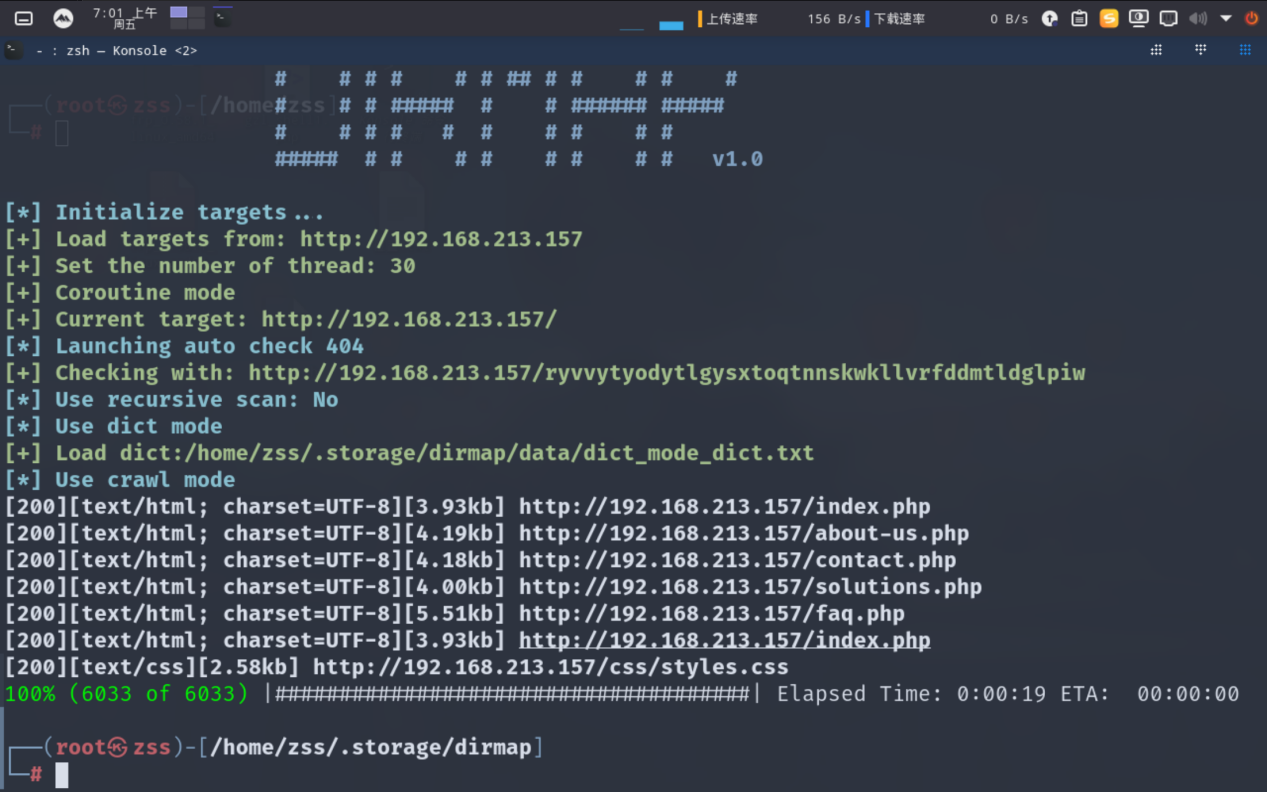 7:01 上午
周五
上传速率 156 B/s 下载速率 0 B/s
- : zsh — Konsole <2>
# # # # # # ## # # # # #
┌──(root㉿zss)-[/home/zss]
# # # ##### # # ###### #####
└─#
# # # # # # # # # #
##### # # # # # # # # v1.0
[*] Initialize targets...
[+] Load targets from: http://192.168.213.157
[+] Set the number of thread: 30
[+] Coroutine mode
[+] Current target: http://192.168.213.157/
[*] Launching auto check 404
[+] Checking with: http://192.168.213.157/ryvvytyodytlgysxtoqtnnskwkllvrfddmtldglpiw
[*] Use recursive scan: No
[*] Use dict mode
[+] Load dict:/home/zss/.storage/dirmap/data/dict_mode_dict.txt
[*] Use crawl mode
[200][text/html; charset=UTF-8][3.93kb] http://192.168.213.157/index.php
[200][text/html; charset=UTF-8][4.19kb] http://192.168.213.157/about-us.php
[200][text/html; charset=UTF-8][4.18kb] http://192.168.213.157/contact.php
[200][text/html; charset=UTF-8][4.00kb] http://192.168.213.157/solutions.php
[200][text/html; charset=UTF-8][5.51kb] http://192.168.213.157/faq.php
[200][text/html; charset=UTF-8][3.93kb] http://192.168.213.157/index.php
[200][text/css][2.58kb] http://192.168.213.157/css/styles.css
100% (6033 of 6033) |#####################################| Elapsed Time: 0:00:19 ETA:  00:00:00
┌──(root㉿zss)-[/home/zss/.storage/dirmap]
└─#